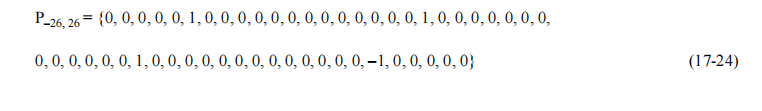 P–26, 26 = {0, 0, 0, 0, 0, 1, 0, 0, 0, 0, 0, 0, 0, 0, 0, 0, 0, 0, 0, 1, 0, 0, 0, 0, 0, 0, 0,
0, 0, 0, 0, 0, 0, 1, 0, 0, 0, 0, 0, 0, 0, 0, 0, 0, 0, 0, 0, –1, 0, 0, 0, 0, 0} (17-24)